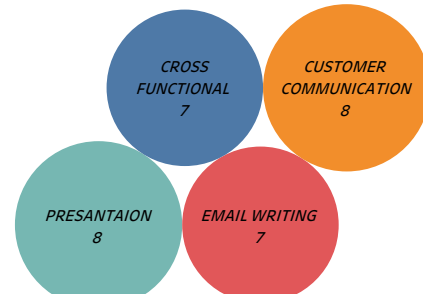 CROSS
FUNCTIONAL
7
CUSTOMER
COMMUNICATION
8
PRESANTAION
8
EMAIL WRITING
7